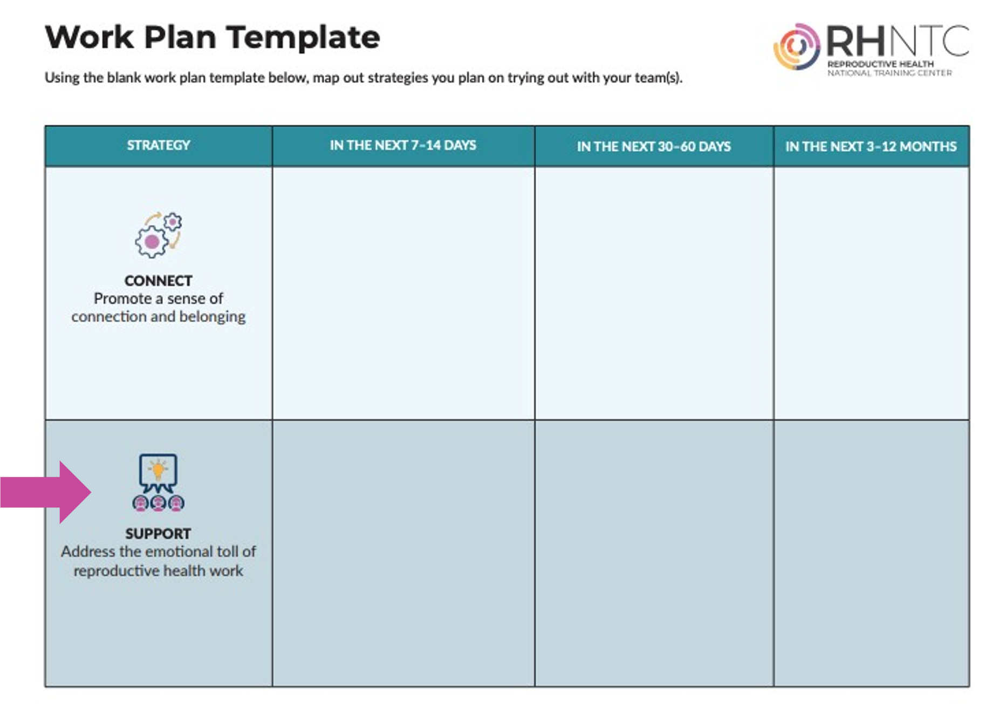 Work Plan Template
RHNTC
REPRODUCTIVE HEALTH
NATIONAL TRAINING CENTER
Using the blank work plan template below, map out strategies you plan on trying out with your team(s).
STRATEGY
IN THE NEXT 7–14 DAYS
IN THE NEXT 30–60 DAYS
IN THE NEXT 3–12 MONTHS
CONNECT
Promote a sense of
connection and belonging
SUPPORT
Address the emotional toll of
reproductive health work